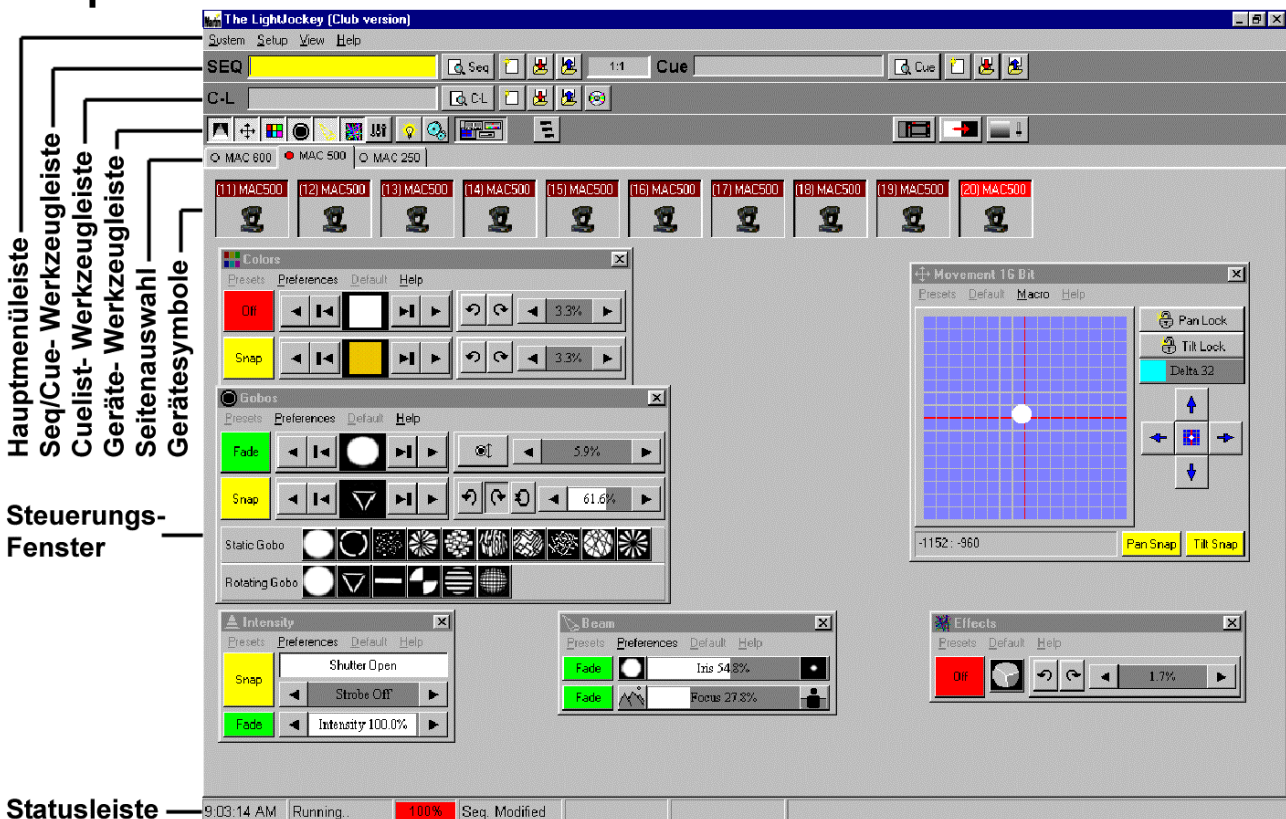 The LightJockey (Club version)
System Setup View Help
SEQ Seq 1:1 Cue Cue
C-L C-L
MAC 600 MAC 500 MAC 250
(11) MAC500 (12) MAC500 (13) MAC500 (14) MAC500 (15) MAC500 (16) MAC500 (17) MAC500 (18) MAC500 (19) MAC500 (20) MAC500
Hauptmenüleiste
Seq/Cue- Werkzeugleiste
Cuelist- Werkzeugleiste
Geräte- Werkzeugleiste
Seitenauswahl
Gerätesymbole
Colors
Presets Preferences Default Help
Off 3.3%
Snap 3.3%
Movement 16 Bit
Presets Default Macro Help
Pan Lock
Tilt Lock
Delta 32
-1152 : -960
Pan Snap Tilt Snap
Gobos
Presets Preferences Default Help
Fade 5.9%
Snap 61.6%
Static Gobo
Rotating Gobo
Steuerungs-
Fenster
Intensity
Presets Preferences Default Help
Snap
Shutter Open
Strobe Off
Fade Intensity 100.0%
Beam
Presets Preferences Default Help
Fade Iris 54.8%
Fade Focus 27.8%
Effects
Presets Default Help
Off 1.7%
Statusleiste
9:03:14 AM Running.. 100% Seq. Modified